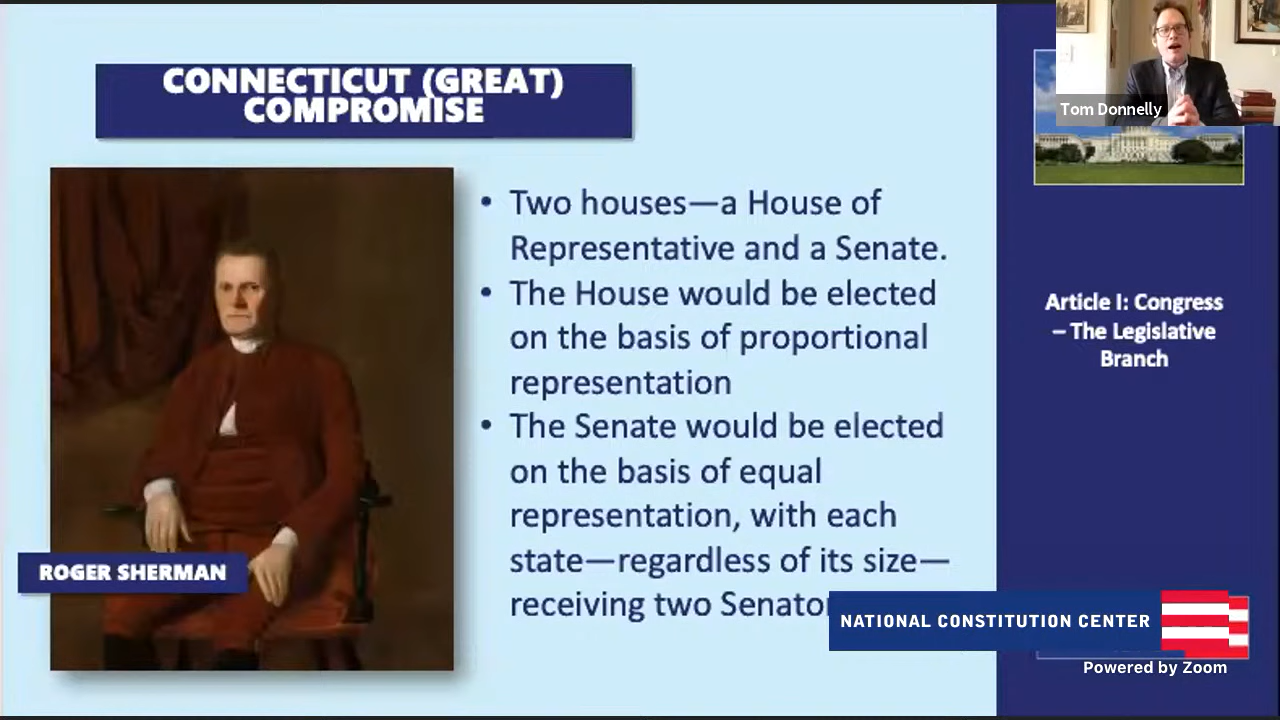 CONNECTICUT (GREAT)
COMPROMISE
• Two houses—a House of
Representative and a Senate.
• The House would be elected
on the basis of proportional
representation
• The Senate would be elected
on the basis of equal
representation, with each
state—regardless of its size—
receiving two Senato
ROGER SHERMAN
Tom Donnelly
Article I: Congress
– The Legislative
Branch
NATIONAL CONSTITUTION CENTER
Powered by Zoom